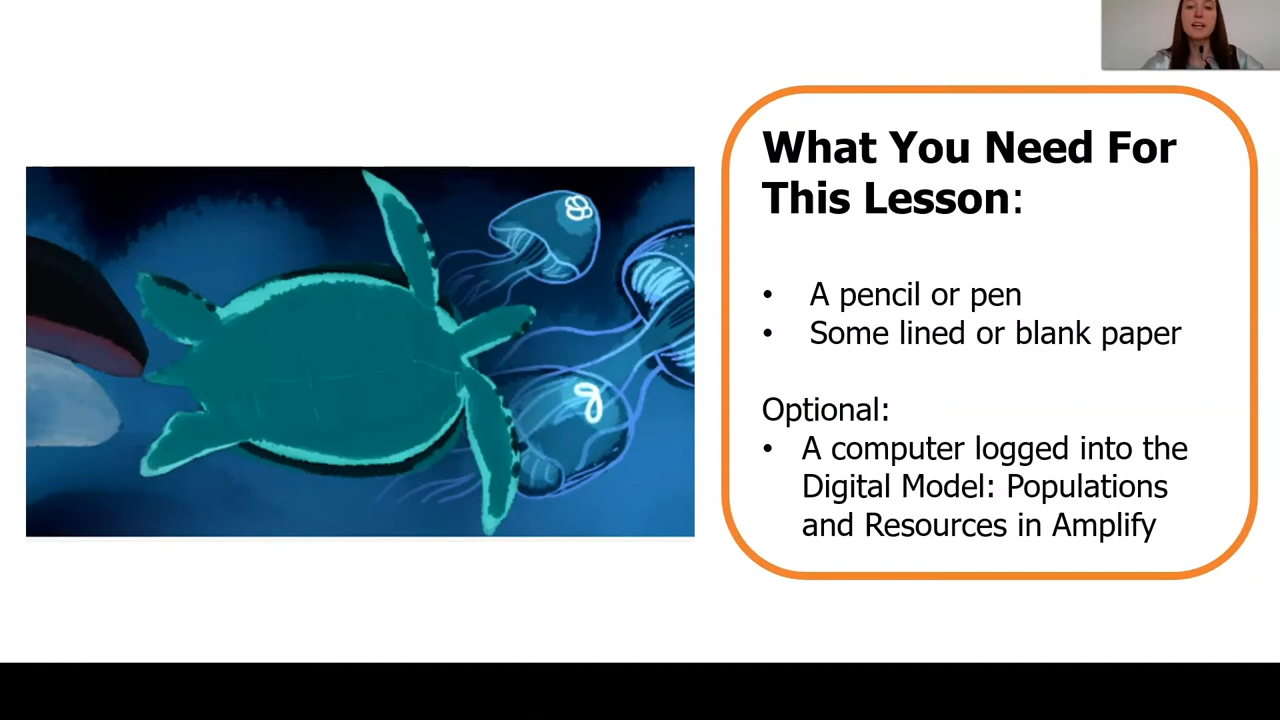 What You Need For
This Lesson:
• A pencil or pen
• Some lined or blank paper
Optional:
• A computer logged into the
Digital Model: Populations
and Resources in Amplify